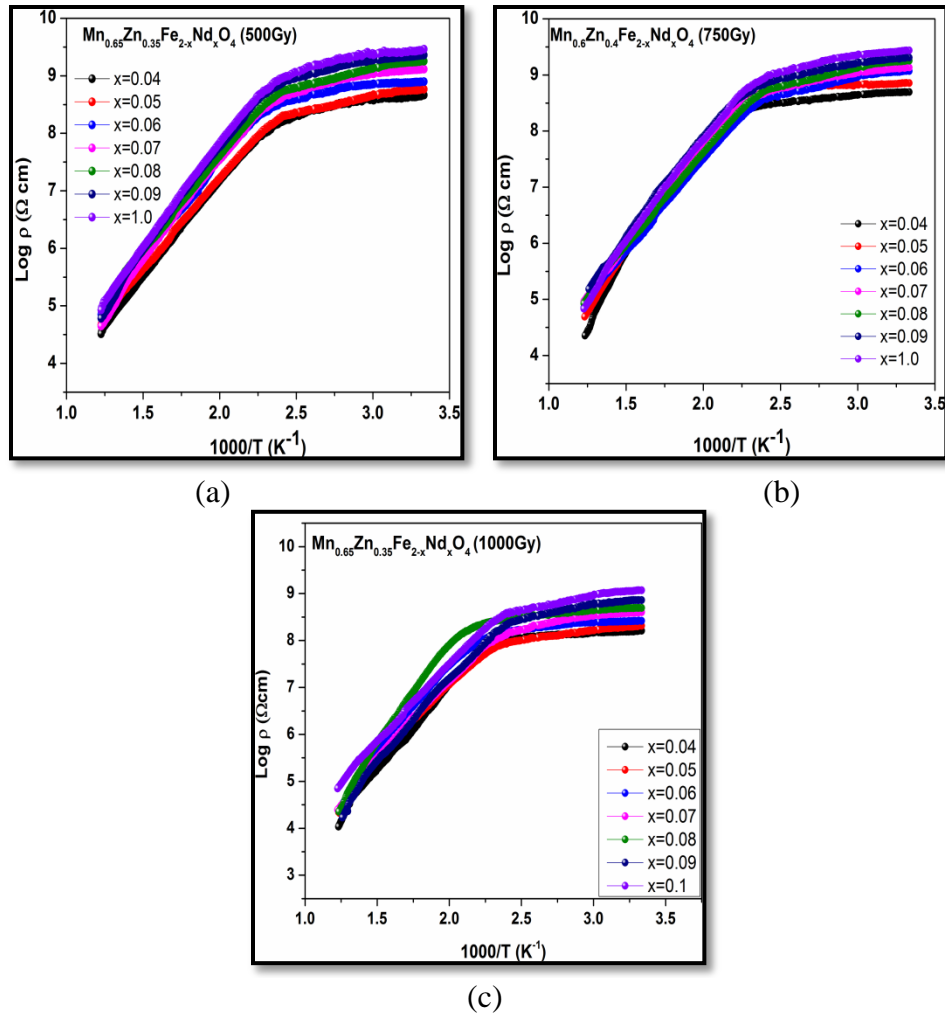 Mn0.65Zn0.35Fe2-xNdxO4 (500Gy)
x=0.04
x=0.05
x=0.06
x=0.07
x=0.08
x=0.09
x=1.0
Log ρ (Ω cm)
10
9
8
7
6
5
4
1.0 1.5 2.0 2.5 3.0 3.5
1000/T (K-1)
(a)
Mn0.6Zn0.4Fe2-xNdxO4 (750Gy)
x=0.04
x=0.05
x=0.06
x=0.07
x=0.08
x=0.09
x=1.0
Log ρ (Ω cm)
10
9
8
7
6
5
4
1.0 1.5 2.0 2.5 3.0 3.5
1000/T (K-1)
(b)
Mn0.65Zn0.35Fe2-xNdxO4 (1000Gy)
x=0.04
x=0.05
x=0.06
x=0.07
x=0.08
x=0.09
x=0.1
Log ρ (Ωcm)
10
9
8
7
6
5
4
3
1.0 1.5 2.0 2.5 3.0 3.5
1000/T (K-1)
(c)